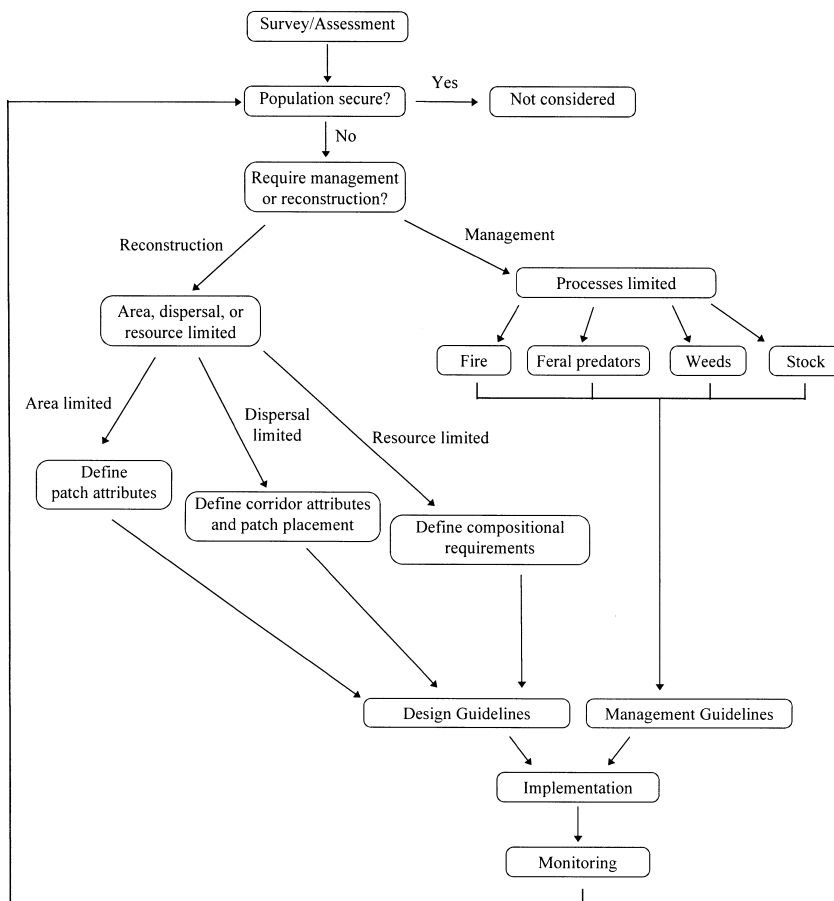 Survey/Assessment
Yes
Population secure?
Not considered
No
Require management
or reconstruction?
Reconstruction
Management
Processes limited
Area, dispersal, or
resource limited
Fire
Feral predators
Weeds
Stock
Area limited
Dispersal
limited
Resource limited
Define
patch attributes
Define corridor attributes
and patch placement
Define compositional
requirements
Design Guidelines
Management Guidelines
Implementation
Monitoring